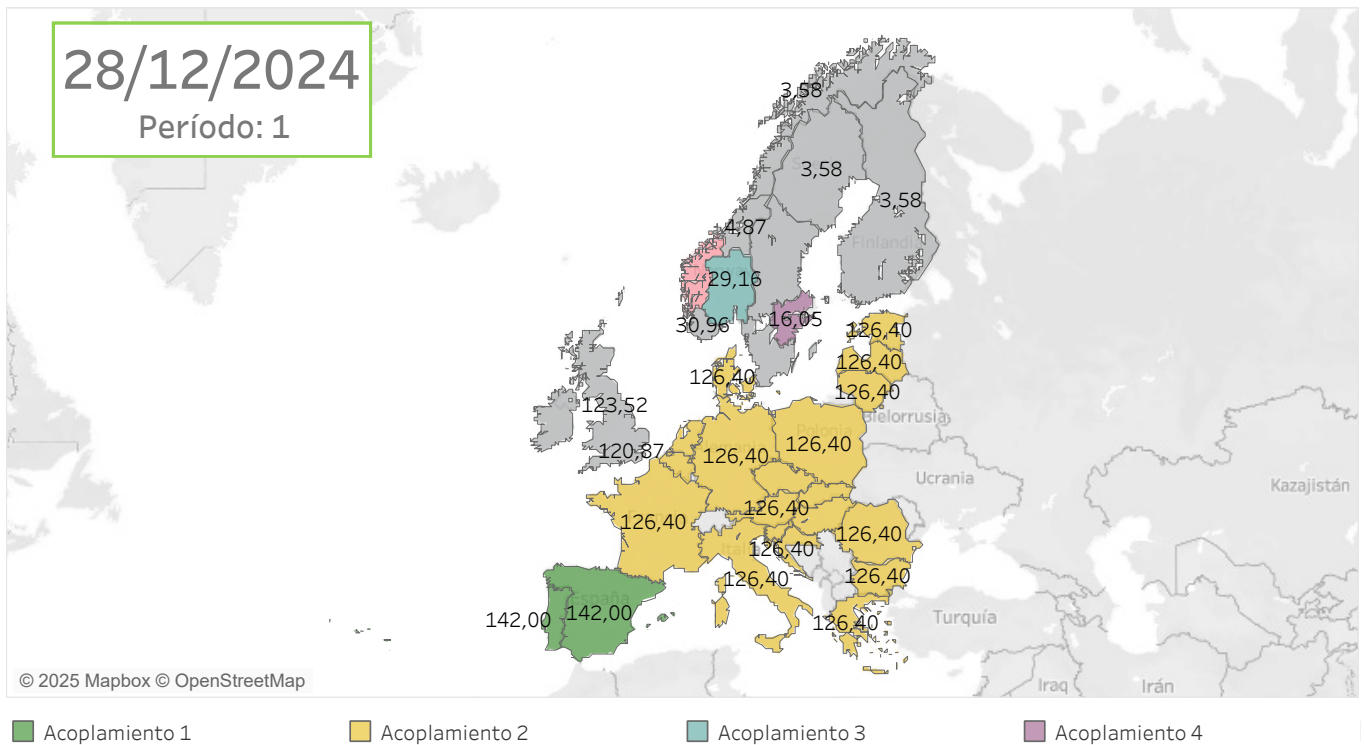 28/12/2024
Período: 1
3,58
3,58
3,58
4,87
Finlandia
29,16
30,96
16,05
126,40
126,40
126,40
126,40
123,52
Bielorrusia
120,87
Polonia
126,40
126,40
Ucrania
Kazajistán
126,40
126,40
126,40
Italia
126,40
126,40
126,40
España
142,00
142,00
126,40
Turquía
© 2025 Mapbox © OpenStreetMap
Iraq
Irán
Acoplamiento 1
Acoplamiento 2
Acoplamiento 3
Acoplamiento 4